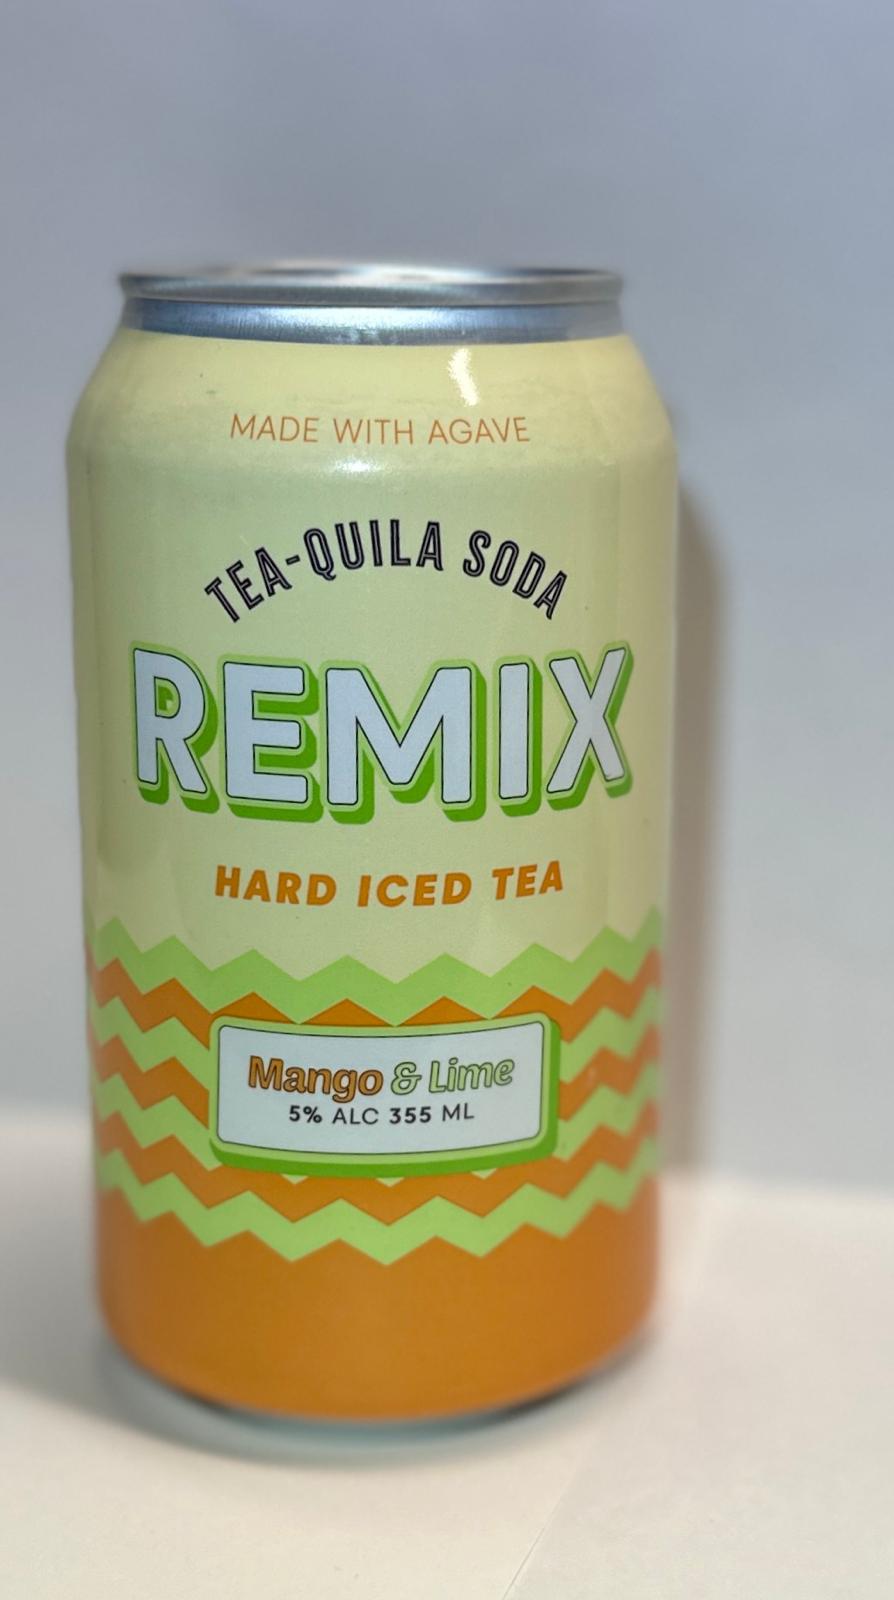 MADE WITH AGAVE
TEA-QUILA SODA
REMIX
HARD ICED TEA
Mango & Lime
5% ALC 355 ML